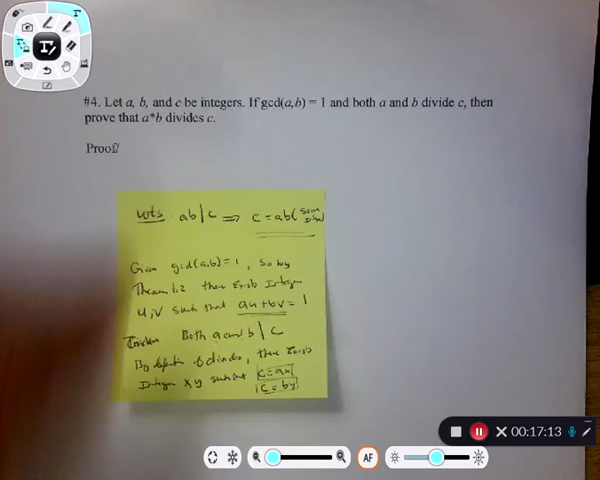 #4. Let a, b, and c be integers. If gcd(a,b) = 1 and both a and b divide c, then
prove that a*b divides c.
Proof/
WTS: ab|c ⇒ c = ab(some
Given gcd(a,b)=1, so by
Theorem 1.2 there exists Integers
u,v such that au+bv = 1
Both a and b | c
By definition of divides, there exists
Integers x,y such that c=ax
c=by
00:17:13
AF